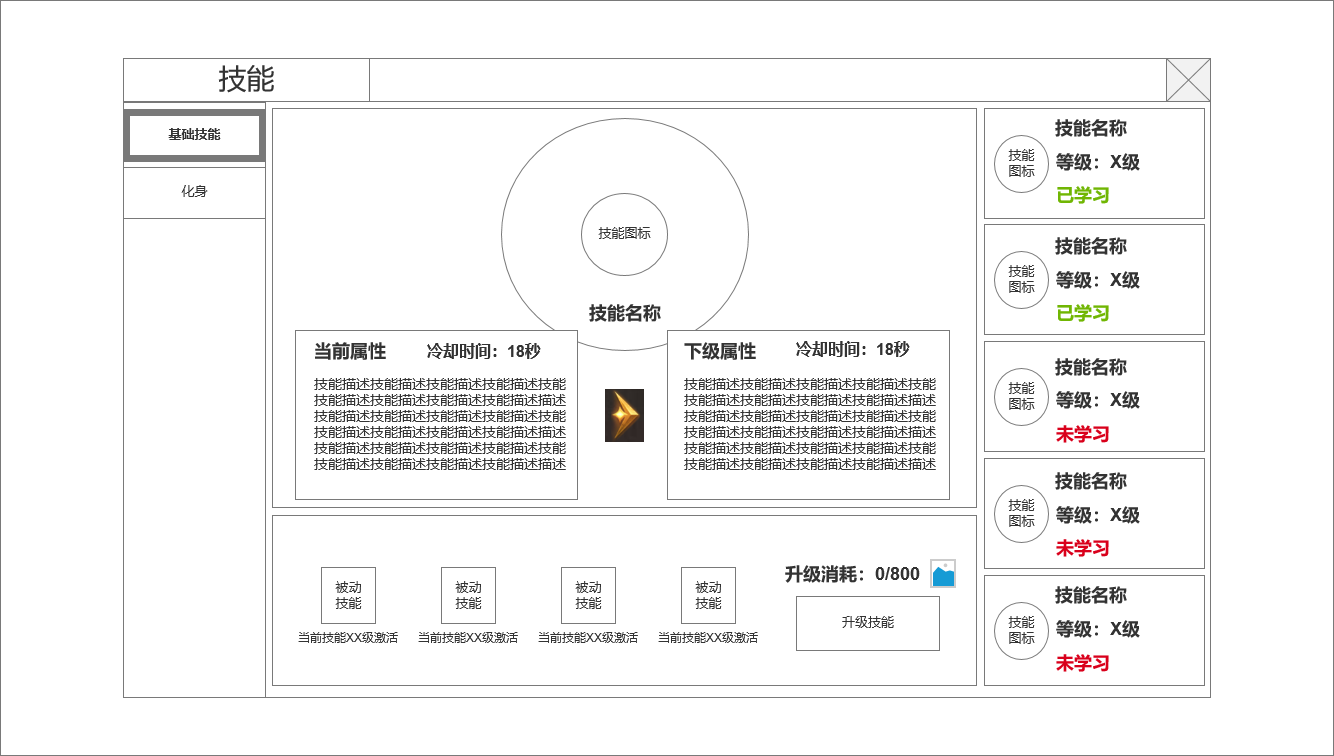 技能
基础技能
化身
技能图标
技能名称
当前属性
冷却时间：18秒
技能描述技能描述技能描述技能描述技能
技能描述技能描述技能描述技能描述描述
技能描述技能描述技能描述技能描述技能
技能描述技能描述技能描述技能描述描述
技能描述技能描述技能描述技能描述技能
技能描述技能描述技能描述技能描述描述
下级属性
冷却时间：18秒
技能描述技能描述技能描述技能描述技能
技能描述技能描述技能描述技能描述描述
技能描述技能描述技能描述技能描述技能
技能描述技能描述技能描述技能描述描述
技能描述技能描述技能描述技能描述技能
技能描述技能描述技能描述技能描述描述
被动
技能
当前技能XX级激活
被动
技能
当前技能XX级激活
被动
技能
当前技能XX级激活
被动
技能
当前技能XX级激活
升级消耗：0/800
升级技能
技能
图标
技能名称
等级：X级
已学习
技能
图标
技能名称
等级：X级
已学习
技能
图标
技能名称
等级：X级
未学习
技能
图标
技能名称
等级：X级
未学习
技能
图标
技能名称
等级：X级
未学习